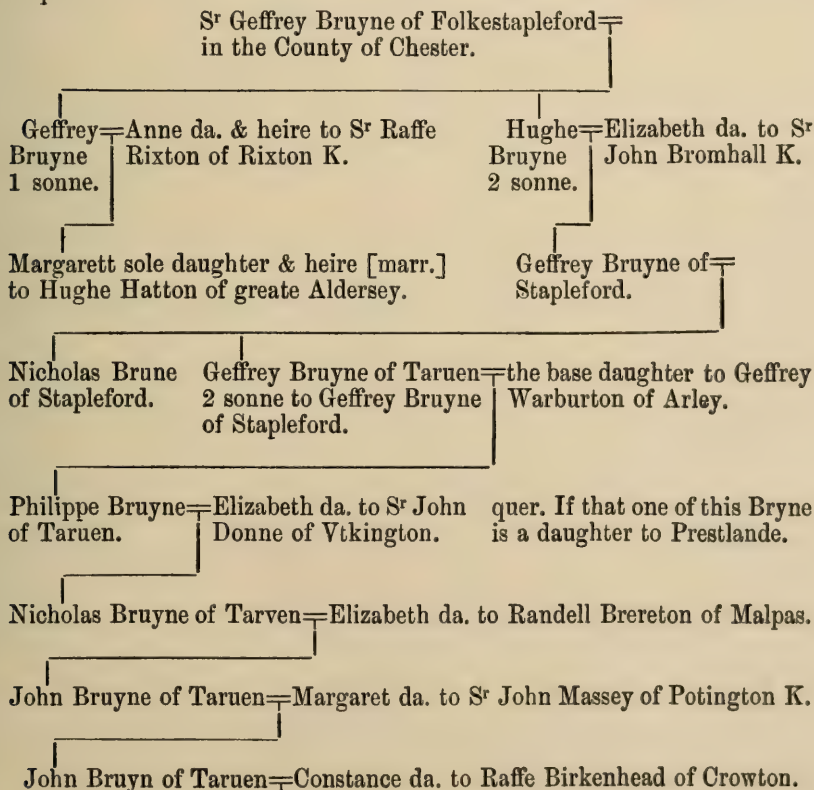 Sr Geffrey Bruyne of Folkestapleford
in the County of Chester.
Geffrey Anne da. & heire to Sr Raffe
Bruyne Rixton of Rixton K.
1 sonne.
Hughe Elizabeth da. to Sr
Bruyne John Bromhall K.
2 sonne.
Margarett sole daughter & heire [marr.]
to Hughe Hatton of greate Aldersey.
Geffrey Bruyne of
Stapleford.
Nicholas Brune
of Stapleford.
Geffrey Bruyne of Taruen the base daughter to Geffrey
2 sonne to Geffrey Bruyne Warburton of Arley.
of Stapleford.
Philippe Bruyne Elizabeth da. to Sr John
of Taruen. Donne of Vtkington.
quer. If that one of this Bryne
is a daughter to Prestlande.
Nicholas Bruyne of Tarven Elizabeth da. to Randell Brereton of Malpas.
John Bruyne of Taruen Margaret da. to Sr John Massey of Potington K.
John Bruyn of Taruen Constance da. to Raffe Birkenhead of Crowton.